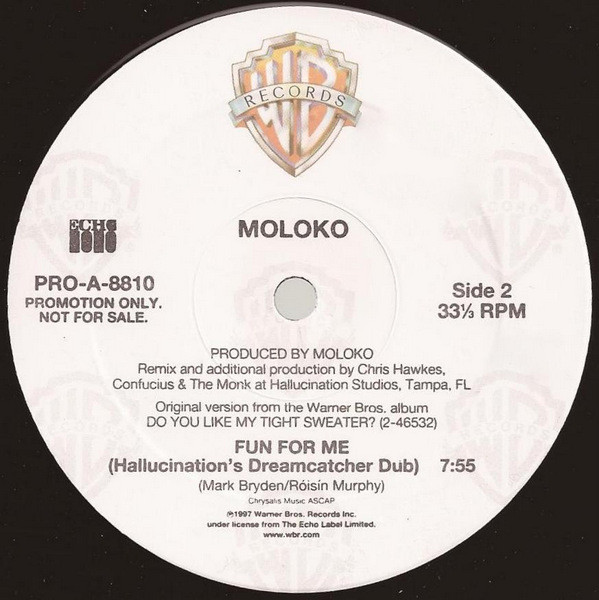 WB
RECORDS
ECHO
MOLOKO
PRO-A-8810
PROMOTION ONLY.
NOT FOR SALE.
Side 2
33⅓ RPM
PRODUCED BY MOLOKO
Remix and additional production by Chris Hawkes,
Confucius & The Monk at Hallucination Studios, Tampa, FL
Original version from the Warner Bros. album
DO YOU LIKE MY TIGHT SWEATER? (2-46532)
FUN FOR ME
(Hallucination's Dreamcatcher Dub) 7:55
(Mark Bryden/Róisín Murphy)
Chrysalis Music ASCAP
℗1997 Warner Bros. Records Inc.
under license from The Echo Label Limited.
www.wbr.com